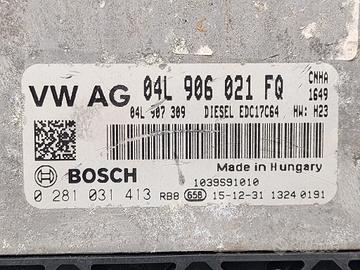 VW AG 04L 906 021 FQ CNHA
1649
04L 907 309 DIESEL EDC17C64 HW: H23
BOSCH
Made in Hungary
1039S91010
0 281 031 413 RB8 658 15-12-31 1324 0191